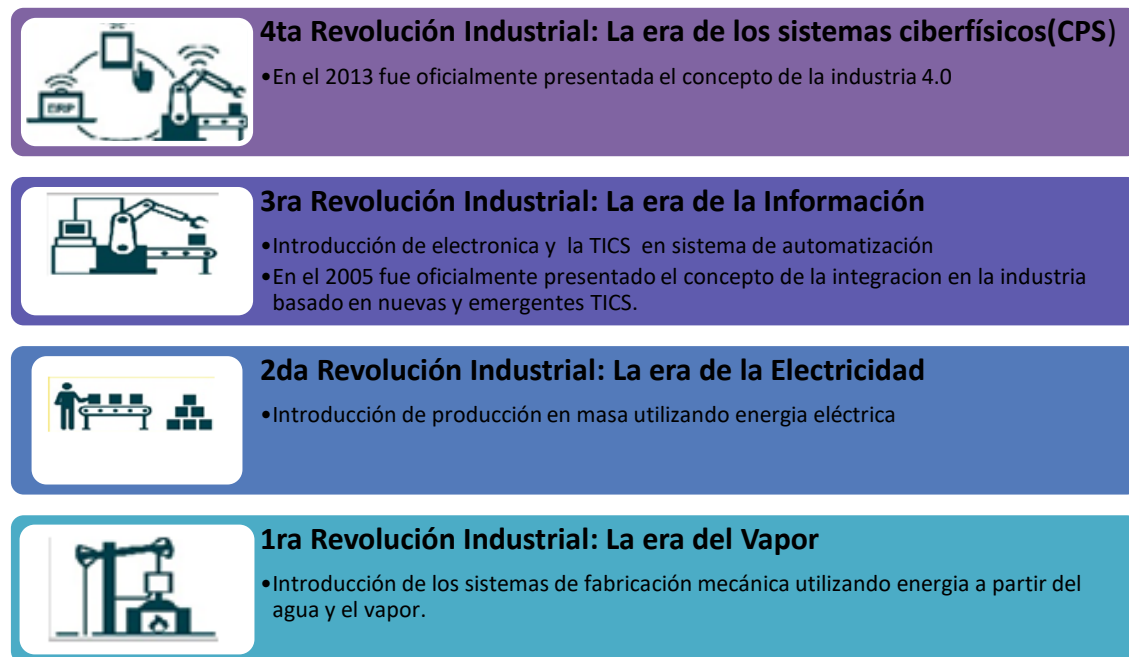 4ta Revolución Industrial: La era de los sistemas ciberfísicos(CPS)
•En el 2013 fue oficialmente presentada el concepto de la industria 4.0
ERP
3ra Revolución Industrial: La era de la Información
•Introducción de electronica y  la TICS  en sistema de automatización
•En el 2005 fue oficialmente presentado el concepto de la integracion en la industria
basado en nuevas y emergentes TICS.
2da Revolución Industrial: La era de la Electricidad
•Introducción de producción en masa utilizando energia eléctrica
1ra Revolución Industrial: La era del Vapor
•Introducción de los sistemas de fabricación mecánica utilizando energia a partir del
agua y el vapor.